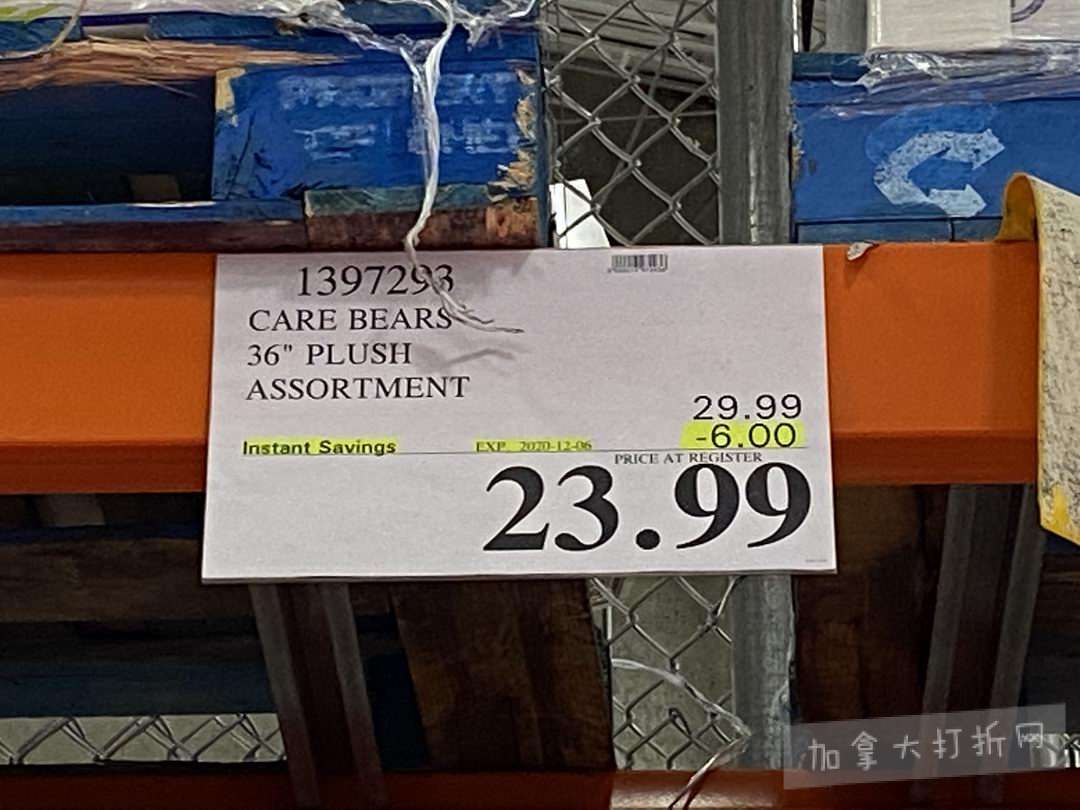 1397293
CARE BEARS
36" PLUSH
ASSORTMENT
29.99
Instant Savings EXP. 2020-12-06 -6.00
PRICE AT REGISTER
23.99
加拿大打折网